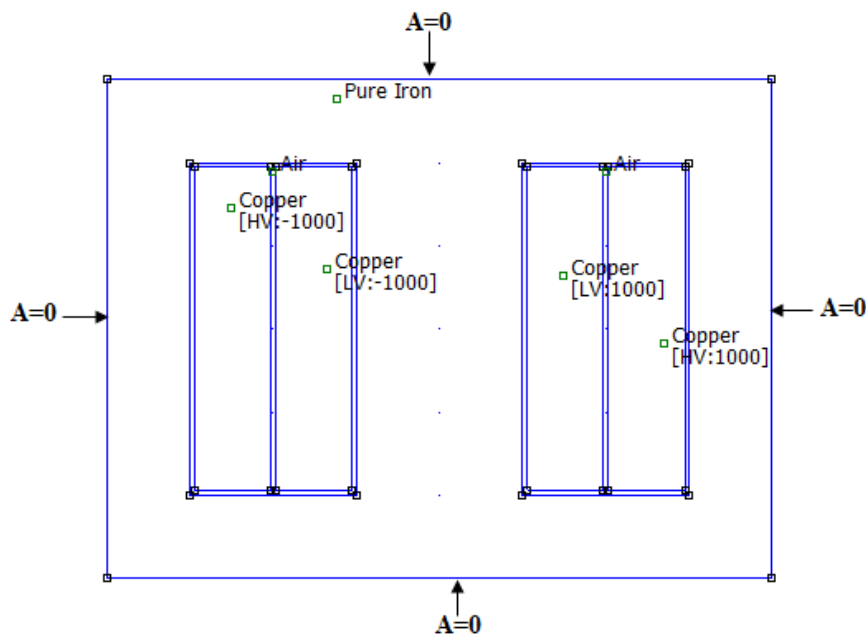 A=0
Pure Iron
Air
Air
Copper
[HV:-1000]
Copper
[LV:-1000]
Copper
[LV:1000]
A=0
A=0
Copper
[HV:1000]
A=0